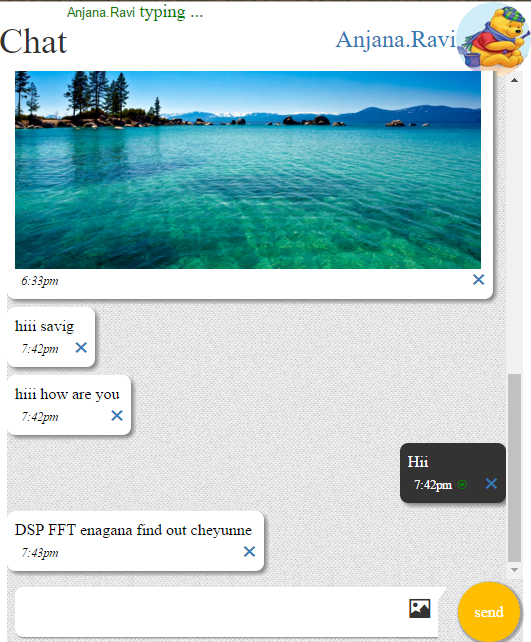 Anjana.Ravi typing ...
Chat
Anjana.Ravi
6:33pm
hiii savig
7:42pm
hiii how are you
7:42pm
Hii
7:42pm
DSP FFT enagana find out cheyunne
7:43pm
send